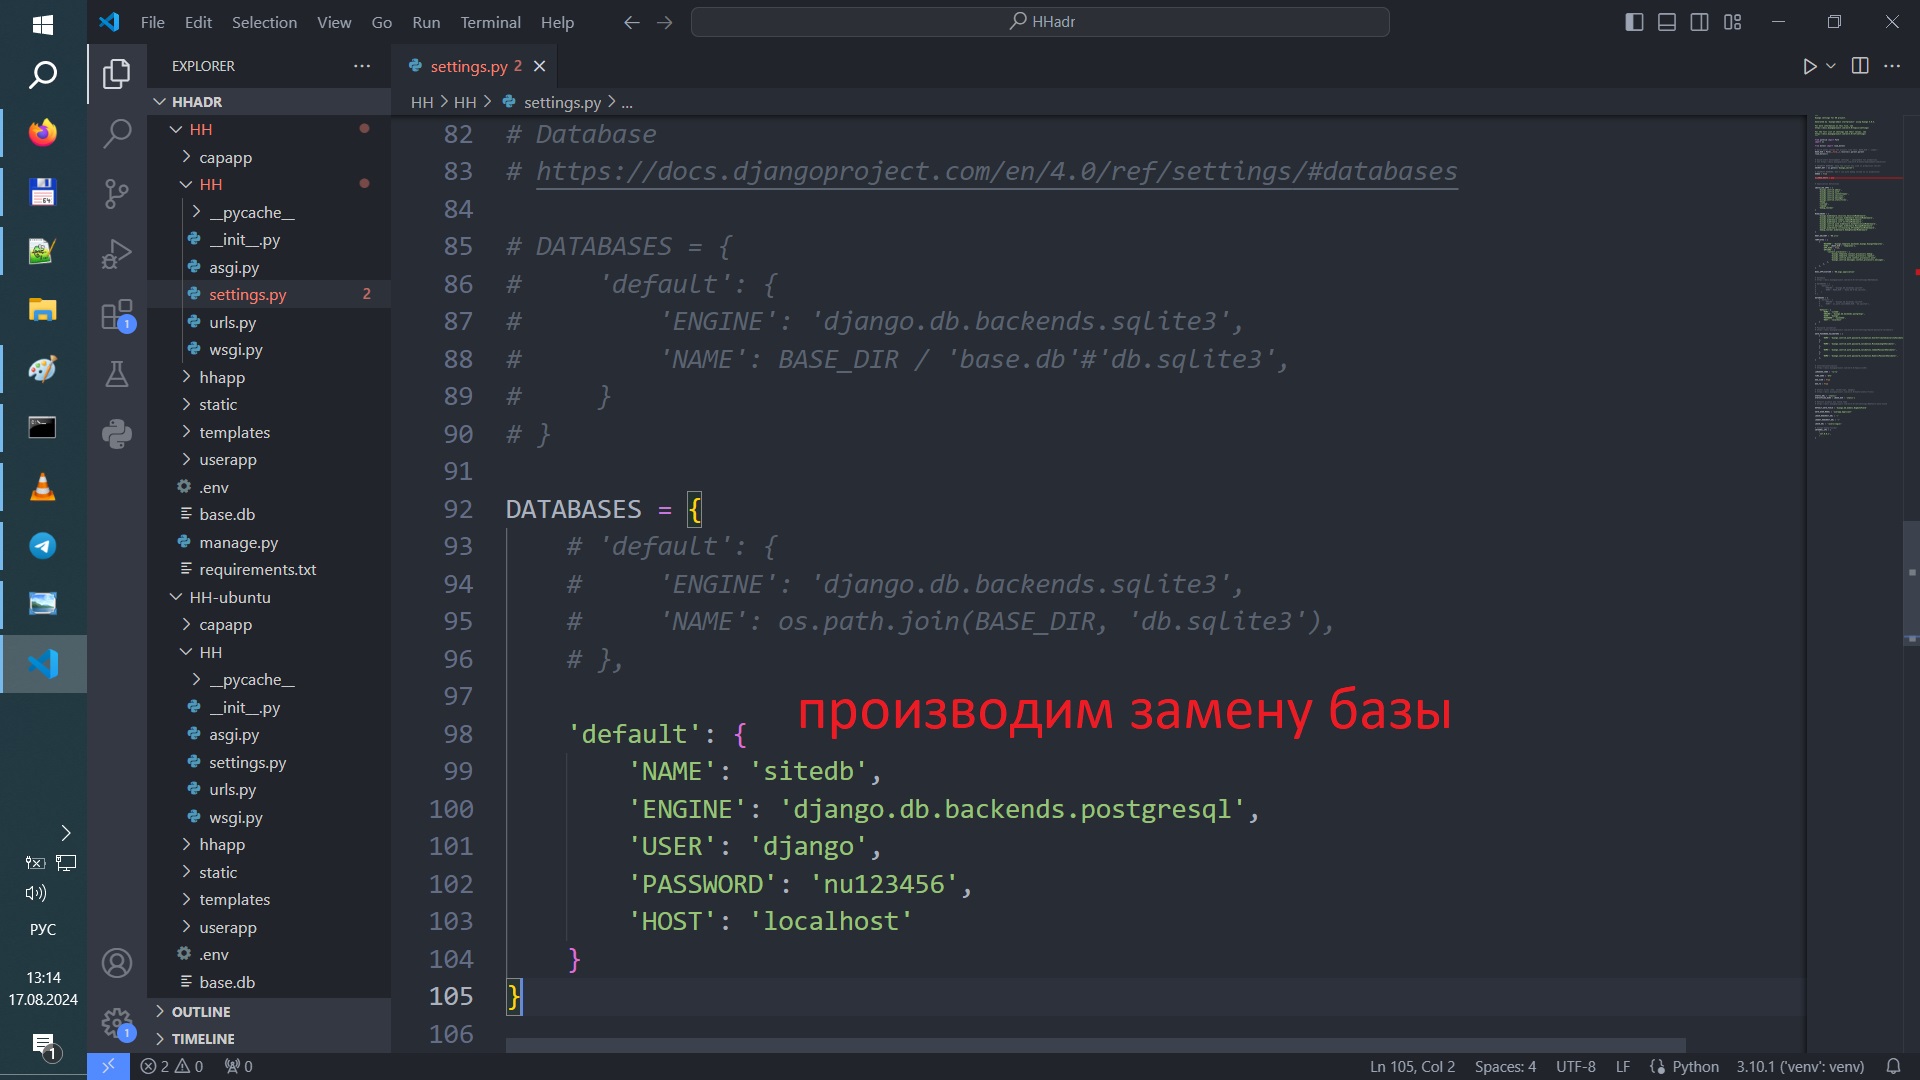 File Edit Selection View Go Run Terminal Help
HHadr
EXPLORER
HHADR
HH
capapp
HH
__pycache__
__init__.py
asgi.py
settings.py 2
urls.py
wsgi.py
hhapp
static
templates
userapp
.env
base.db
manage.py
requirements.txt
HH-ubuntu
capapp
HH
__pycache__
__init__.py
asgi.py
settings.py
urls.py
wsgi.py
hhapp
static
templates
userapp
.env
base.db
OUTLINE
TIMELINE
settings.py 2
HH > HH > settings.py > ...
82 # Database
83 # https://docs.djangoproject.com/en/4.0/ref/settings/#databases
84
85 # DATABASES = {
86 #     'default': {
87 #         'ENGINE': 'django.db.backends.sqlite3',
88 #         'NAME': BASE_DIR / 'base.db'#'db.sqlite3',
89 #     }
90 # }
91
92 DATABASES = {
93     # 'default': {
94     #     'ENGINE': 'django.db.backends.sqlite3',
95     #     'NAME': os.path.join(BASE_DIR, 'db.sqlite3'),
96     # },
97
производим замену базы
98     'default': {
99         'NAME': 'sitedb',
100         'ENGINE': 'django.db.backends.postgresql',
101         'USER': 'django',
102         'PASSWORD': 'nu123456',
103         'HOST': 'localhost'
104     }
105 }
106
64
1
1
РУС
13:14
17.08.2024
1
2 0 0
Ln 105, Col 2 Spaces: 4 UTF-8 LF Python 3.10.1 ('venv': venv)